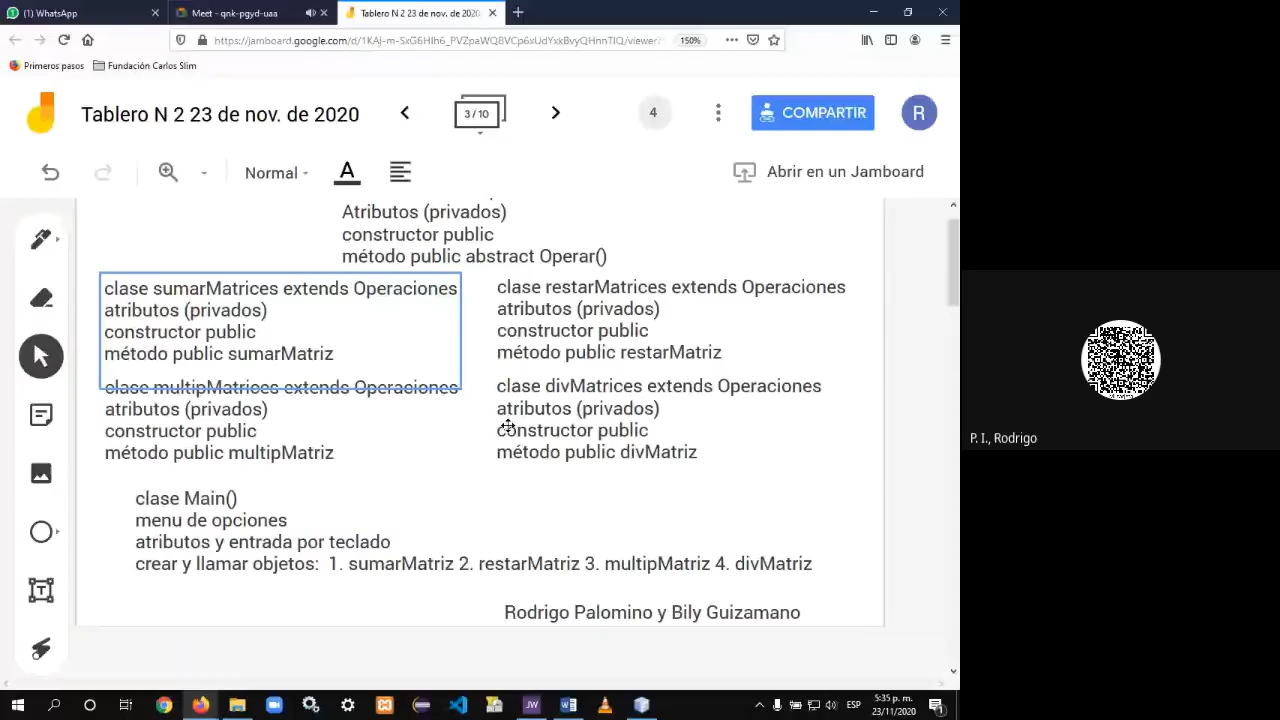 (1) WhatsApp
Meet - qnk-pgyd-uaa
Tablero N 2 23 de nov. de 2020
https://jamboard.google.com/d/1KAj-m-SxG6Hlh6_PVZpaWQBVCp6xUdYxkBvyQHnnTIQ/viewer?
150%
Primeros pasos
Fundación Carlos Slim
Tablero N 2 23 de nov. de 2020
3 / 10
4
COMPARTIR
R
Normal
A
Abrir en un Jamboard
Atributos (privados)
constructor public
método public abstract Operar()
clase sumarMatrices extends Operaciones
atributos (privados)
constructor public
método public sumarMatriz
clase restarMatrices extends Operaciones
atributos (privados)
constructor public
método public restarMatriz
clase multipMatrices extends Operaciones
atributos (privados)
constructor public
método public multipMatriz
clase divMatrices extends Operaciones
atributos (privados)
constructor public
método public divMatriz
clase Main()
menu de opciones
atributos y entrada por teclado
crear y llamar objetos: 1. sumarMatriz 2. restarMatriz 3. multipMatriz 4. divMatriz
Rodrigo Palomino y Bily Guizamano
P. I., Rodrigo
JW
ESP
5:35 p. m.
23/11/2020
1